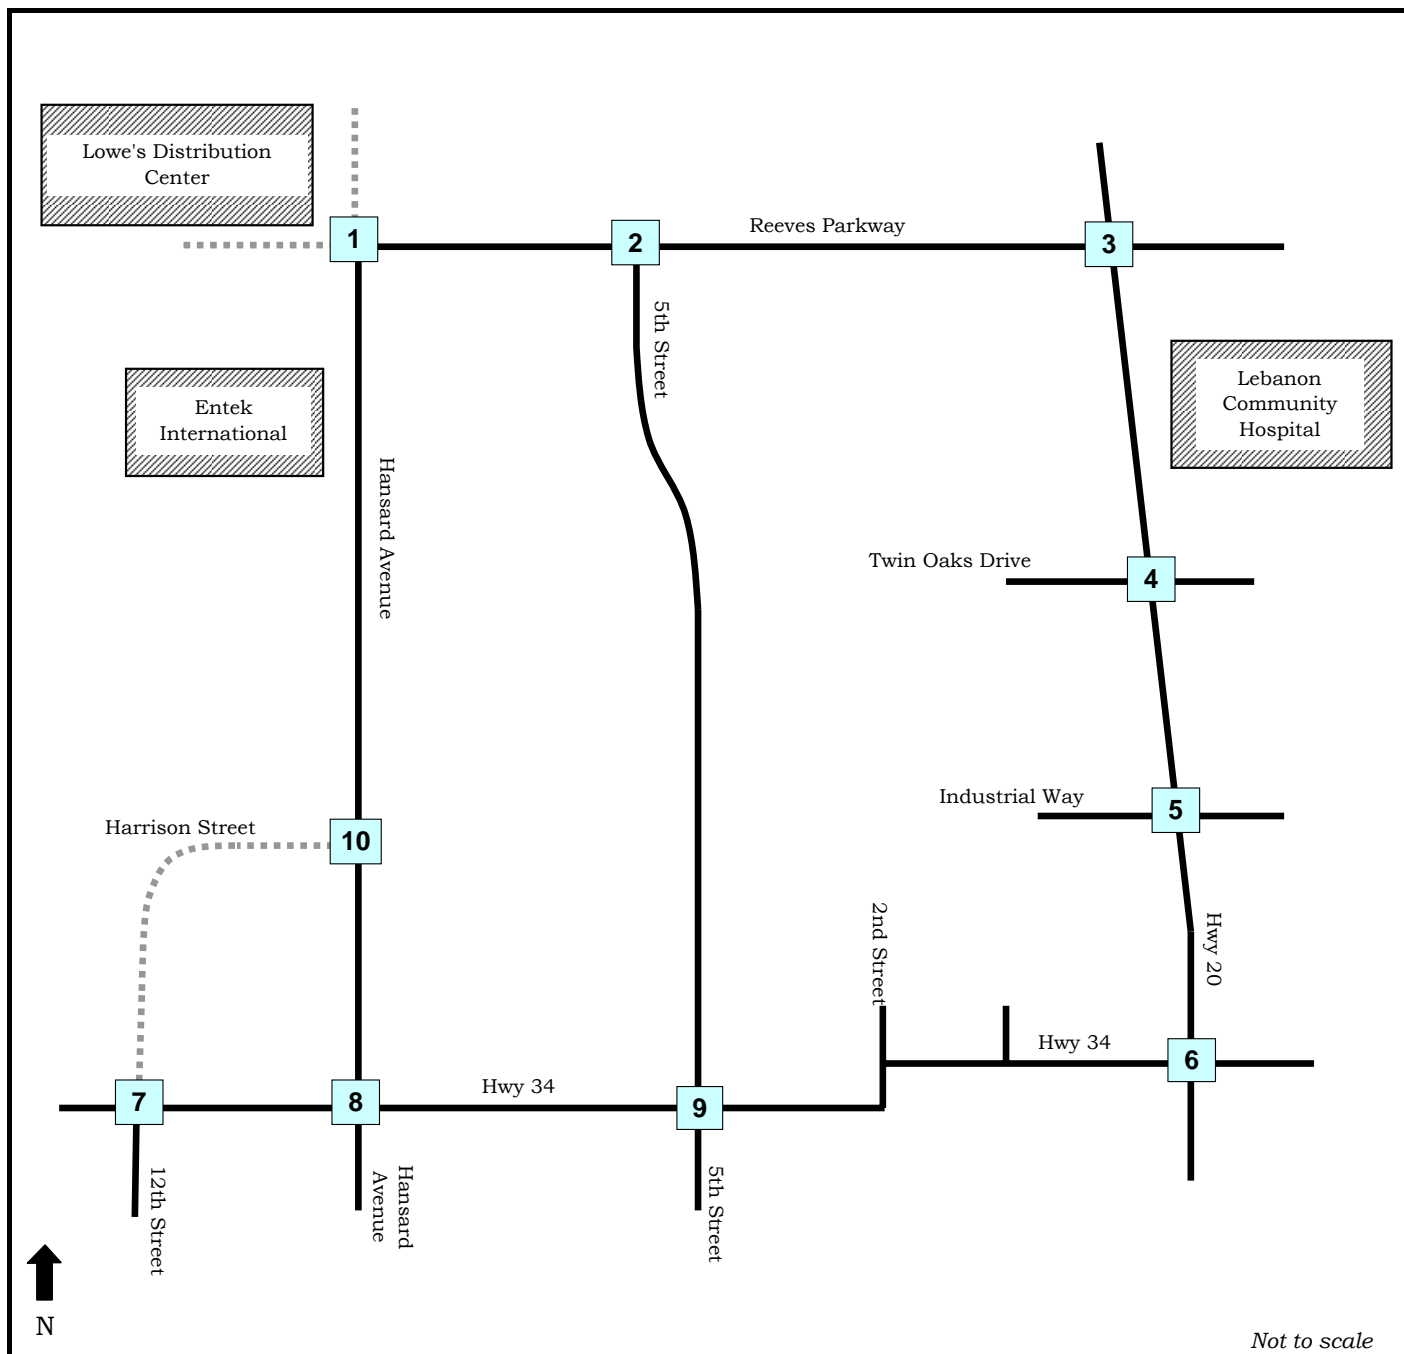 Lowe's Distribution
Center
1
2
Reeves Parkway
3
5th Street
Entek
International
Lebanon
Community
Hospital
Hansard Avenue
Twin Oaks Drive
4
Industrial Way
5
Harrison Street
10
2nd Street
Hwy 20
Hwy 34
6
7
8
Hwy 34
9
12th Street
Hansard
Avenue
5th Street
N
Not to scale